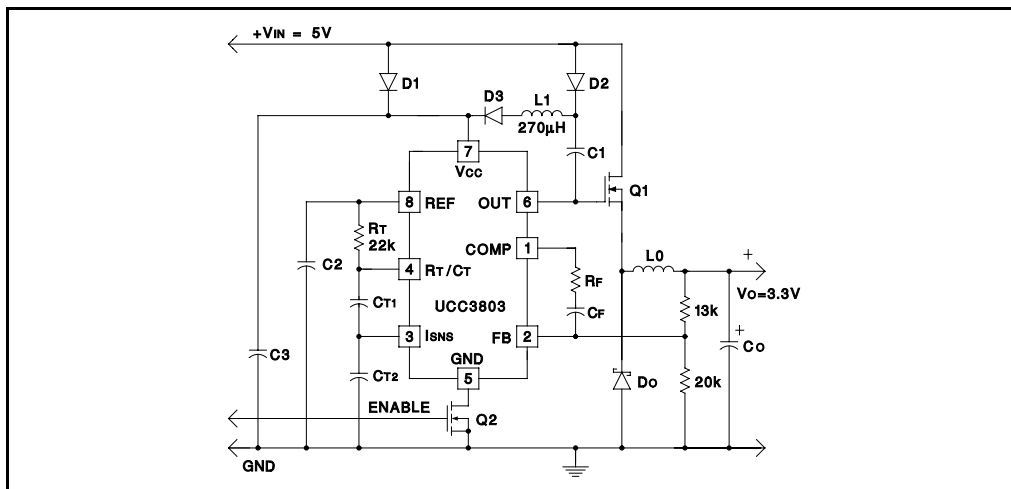 +VIN = 5V
D1
D2
D3
L1
270µH
7
VCC
C1
Q1
8
REF
OUT
6
RT
22k
COMP
1
C2
4
RT/CT
RF
L0
+
VO=3.3V
CT1
UCC3803
CF
13k
3
ISNS
FB
2
+
CO
C3
GND
5
CT2
DO
20k
ENABLE
Q2
GND